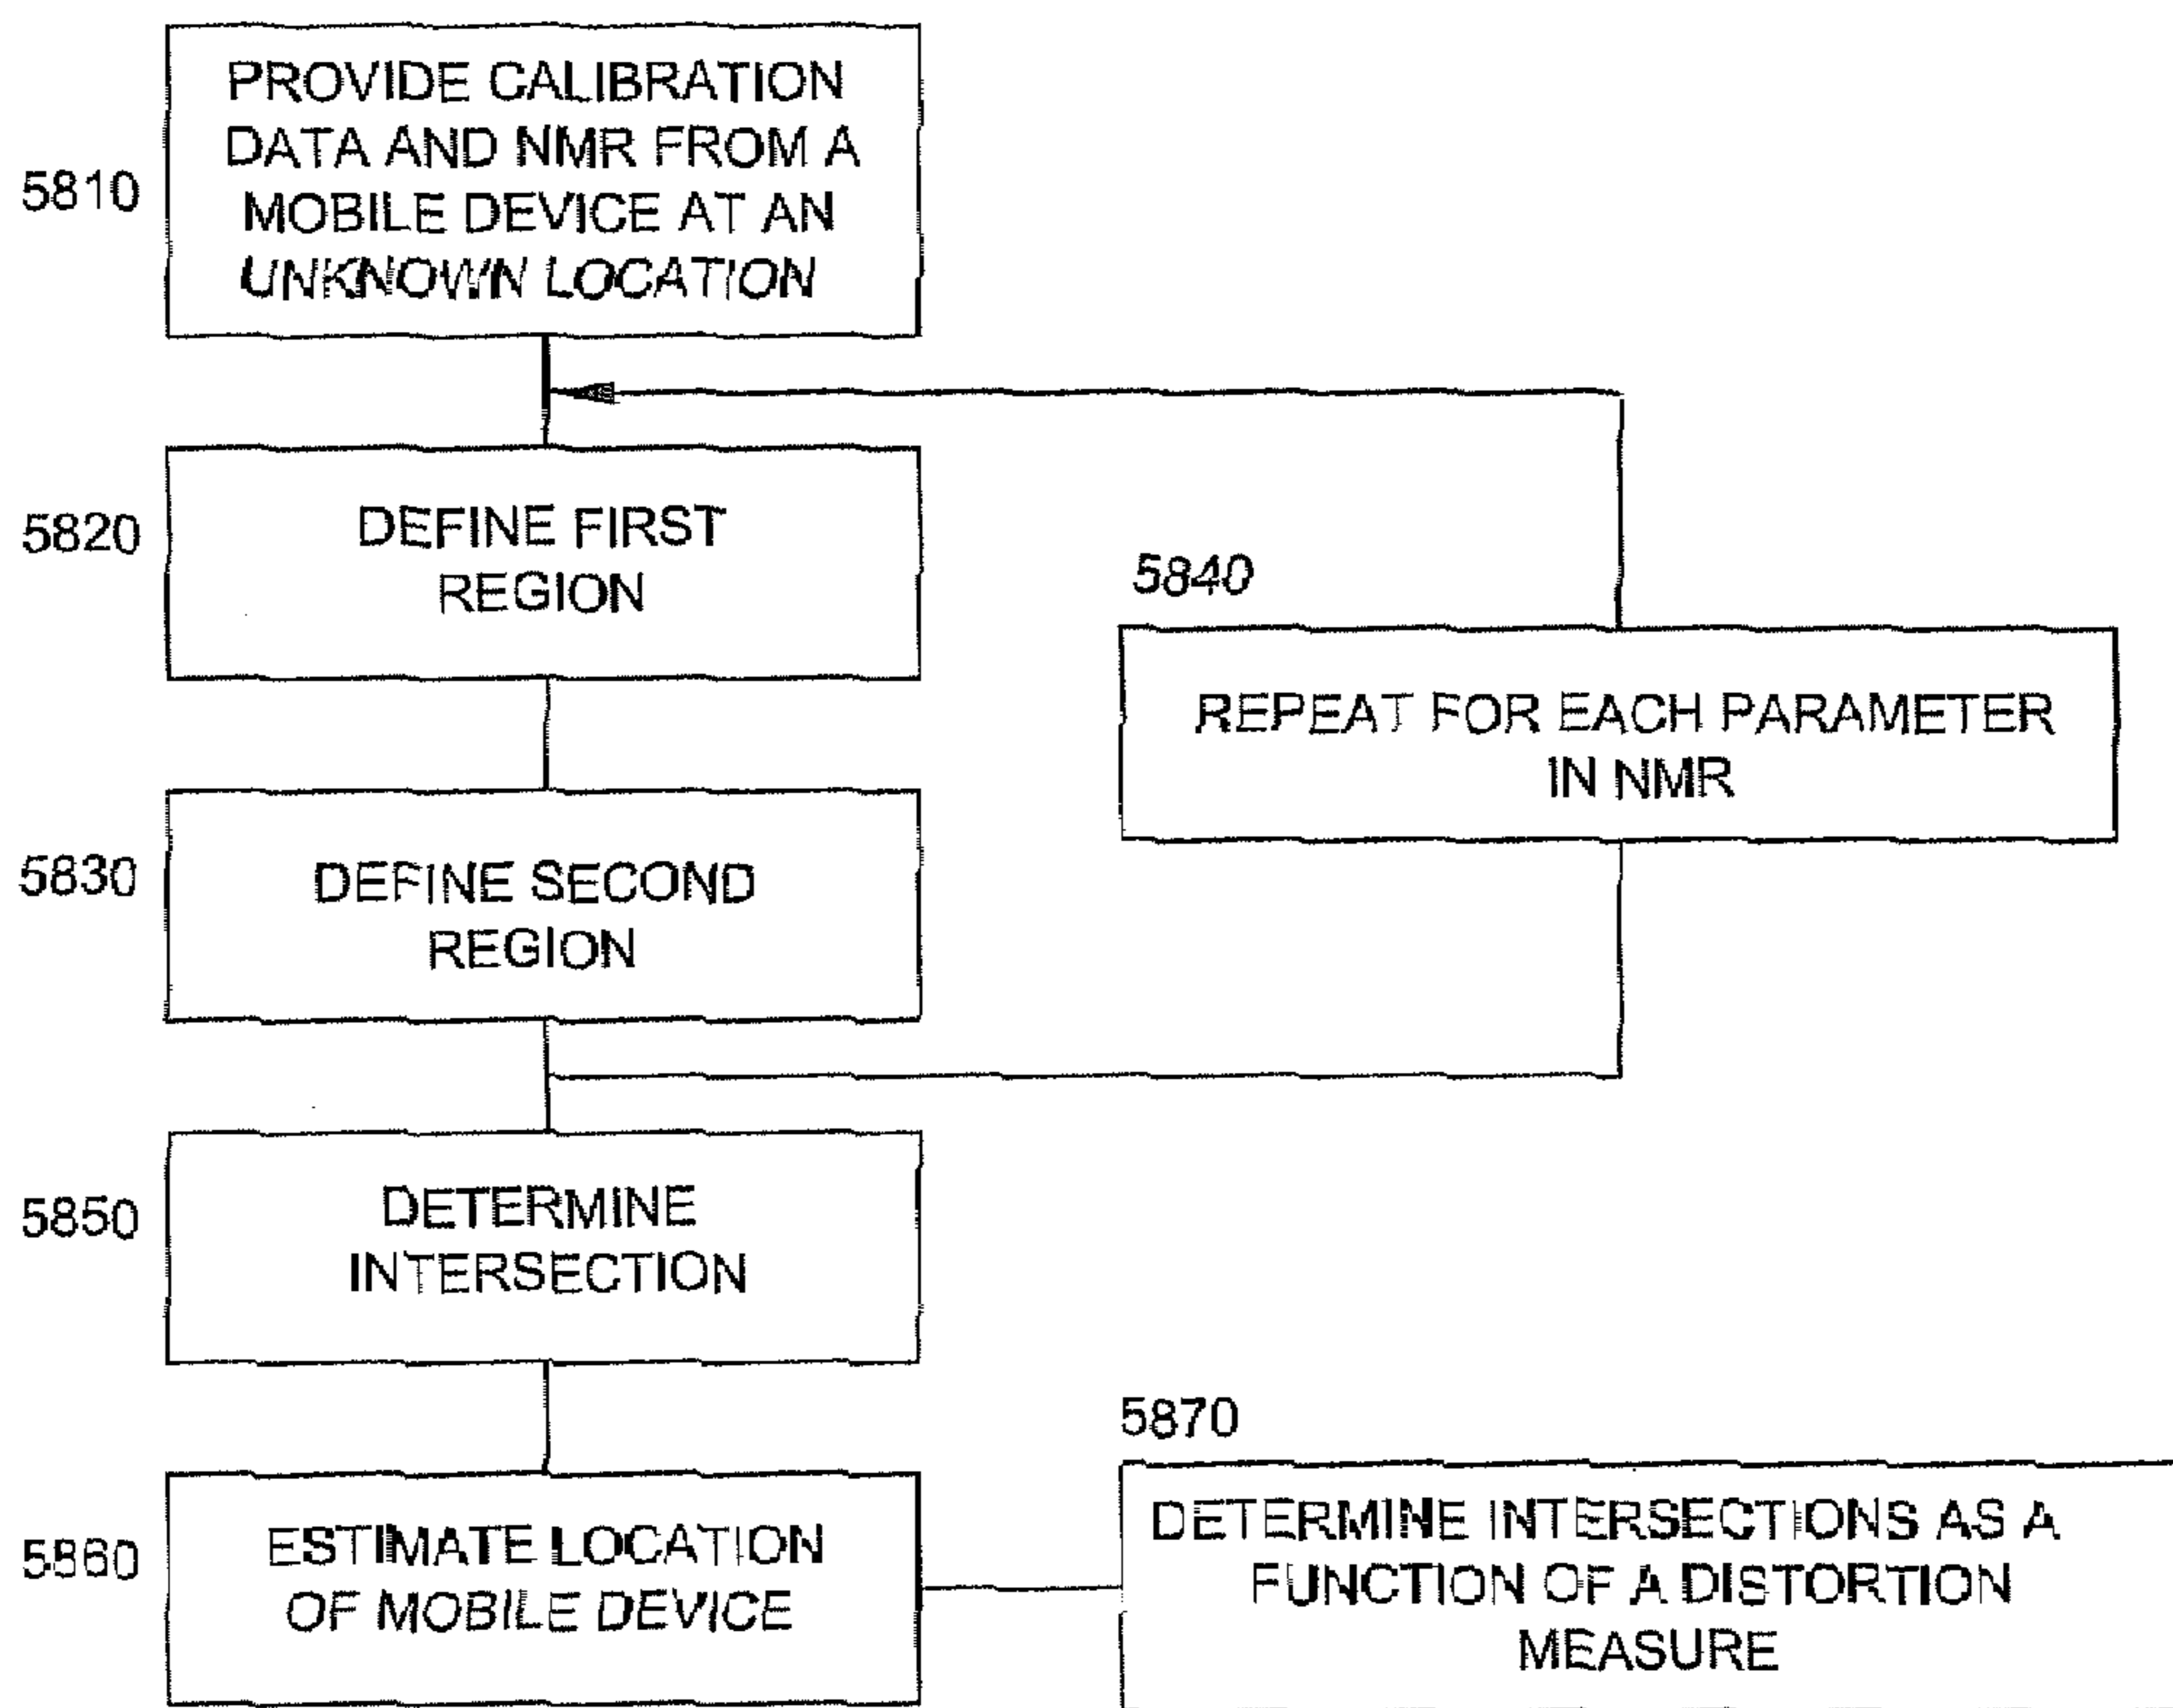 5810
PROVIDE CALIBRATION
DATA AND NMR FROM A
MOBILE DEVICE AT AN
UNKNOWN LOCATION
5820
DEFINE FIRST
REGION
5840
REPEAT FOR EACH PARAMETER
IN NMR
5830
DEFINE SECOND
REGION
5850
DETERMINE
INTERSECTION
5860
ESTIMATE LOCATION
OF MOBILE DEVICE
5870
DETERMINE INTERSECTIONS AS A
FUNCTION OF A DISTORTION
MEASURE